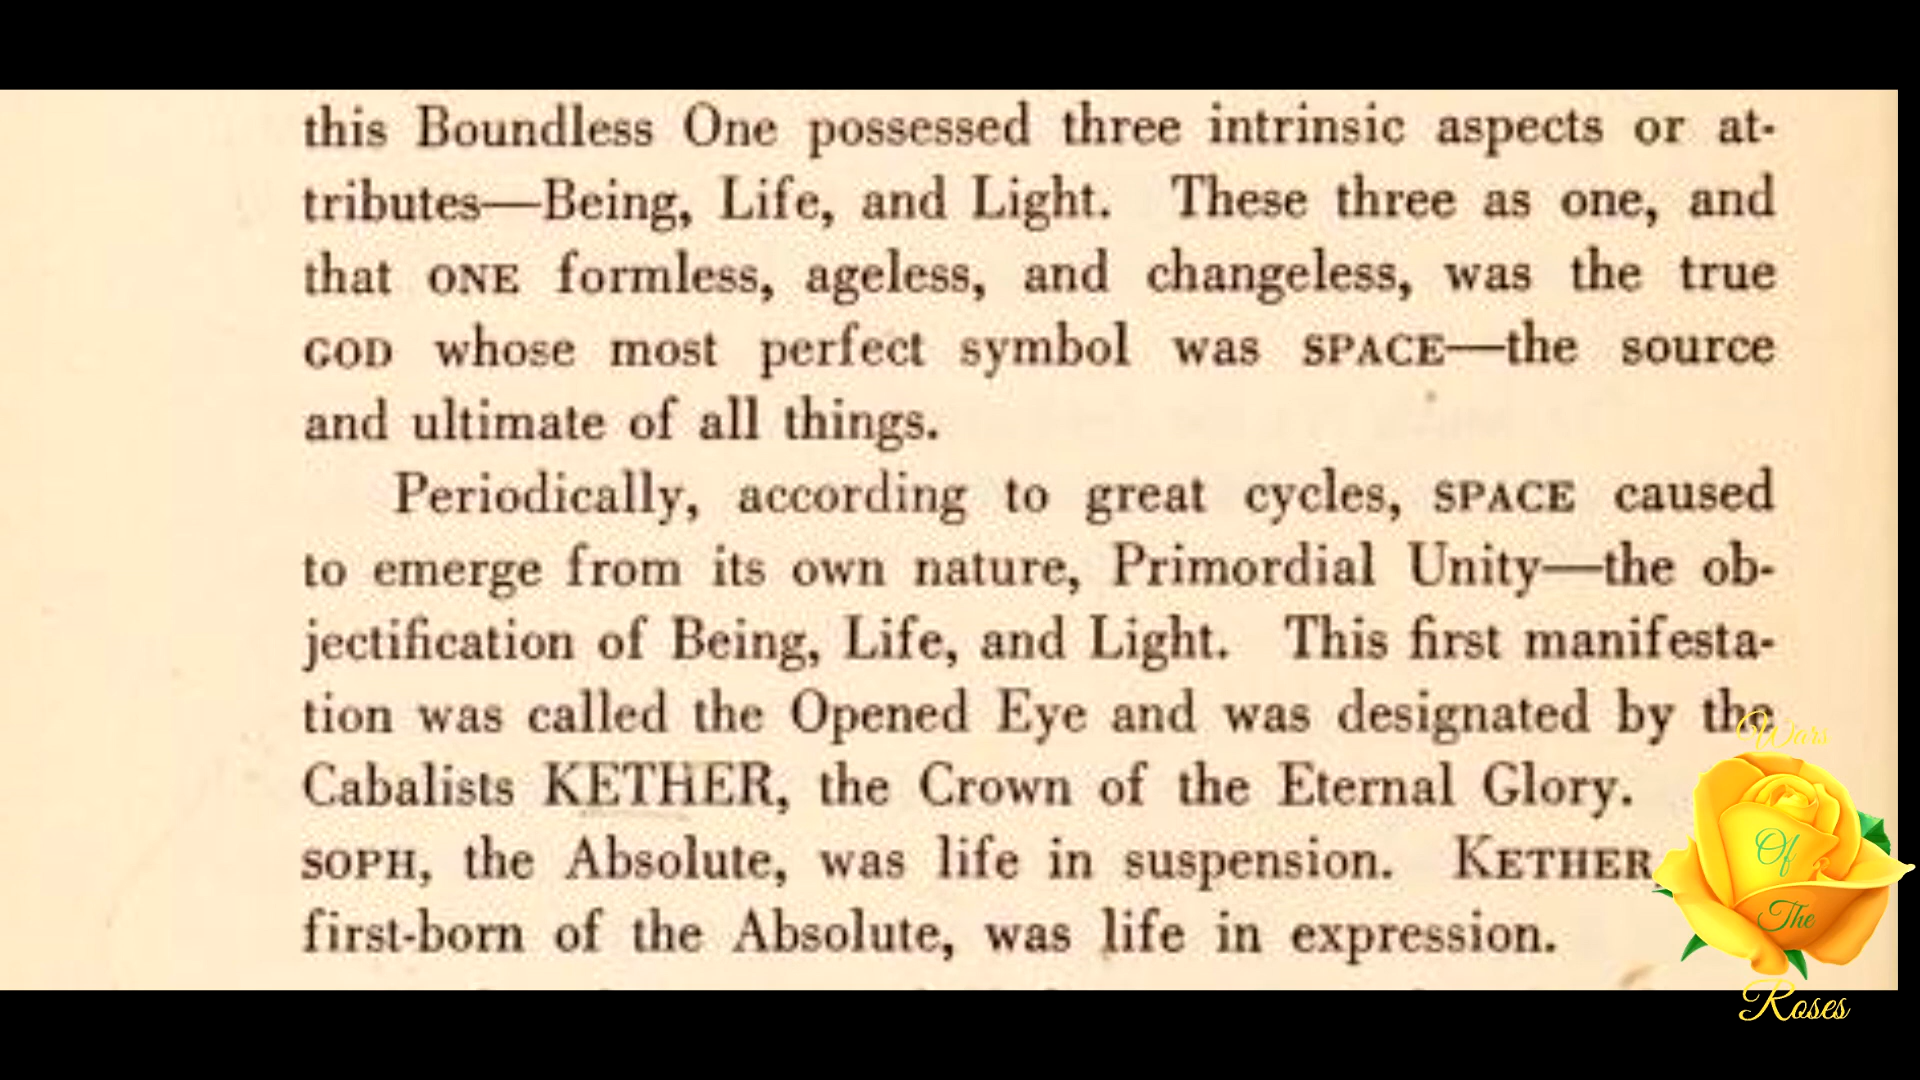 this Boundless One possessed three intrinsic aspects or at-
tributes—Being, Life, and Light. These three as one, and
that ONE formless, ageless, and changeless, was the true
GOD whose most perfect symbol was SPACE—the source
and ultimate of all things.
Periodically, according to great cycles, SPACE caused
to emerge from its own nature, Primordial Unity—the ob-
jectification of Being, Life, and Light. This first manifesta-
tion was called the Opened Eye and was designated by the
Cabalists KETHER, the Crown of the Eternal Glory.
SOPH, the Absolute, was life in suspension. KETHER,
first-born of the Absolute, was life in expression.
Wars
Of
The
Roses